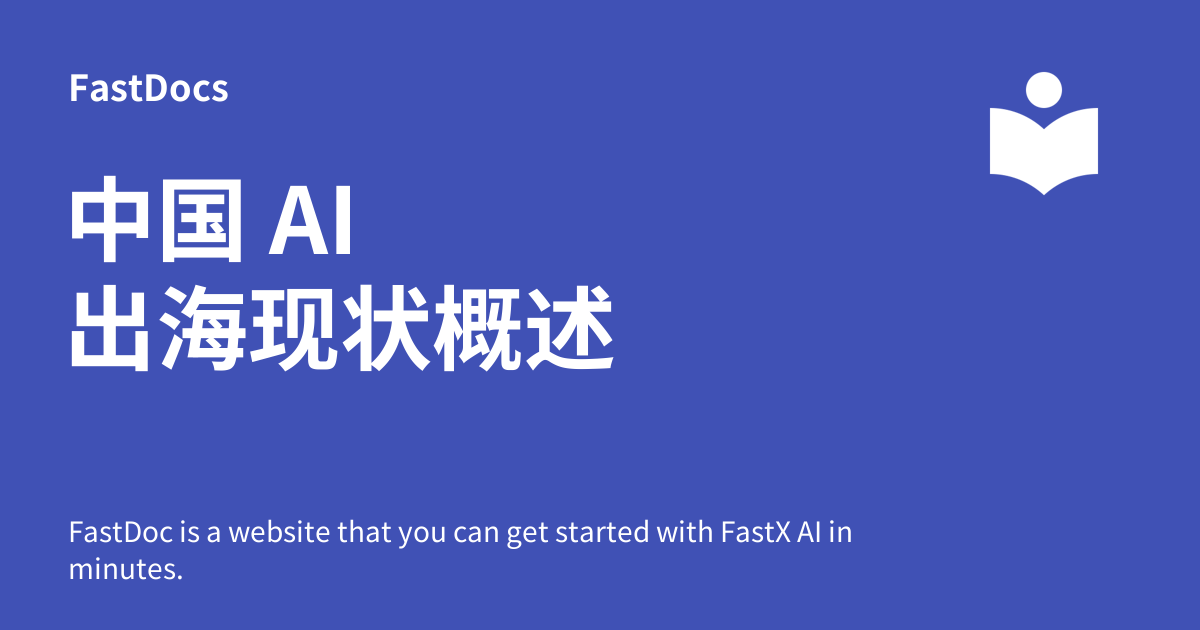 FastDocs
中国 AI
出海现状概述
FastDoc is a website that you can get started with FastX AI in
minutes.